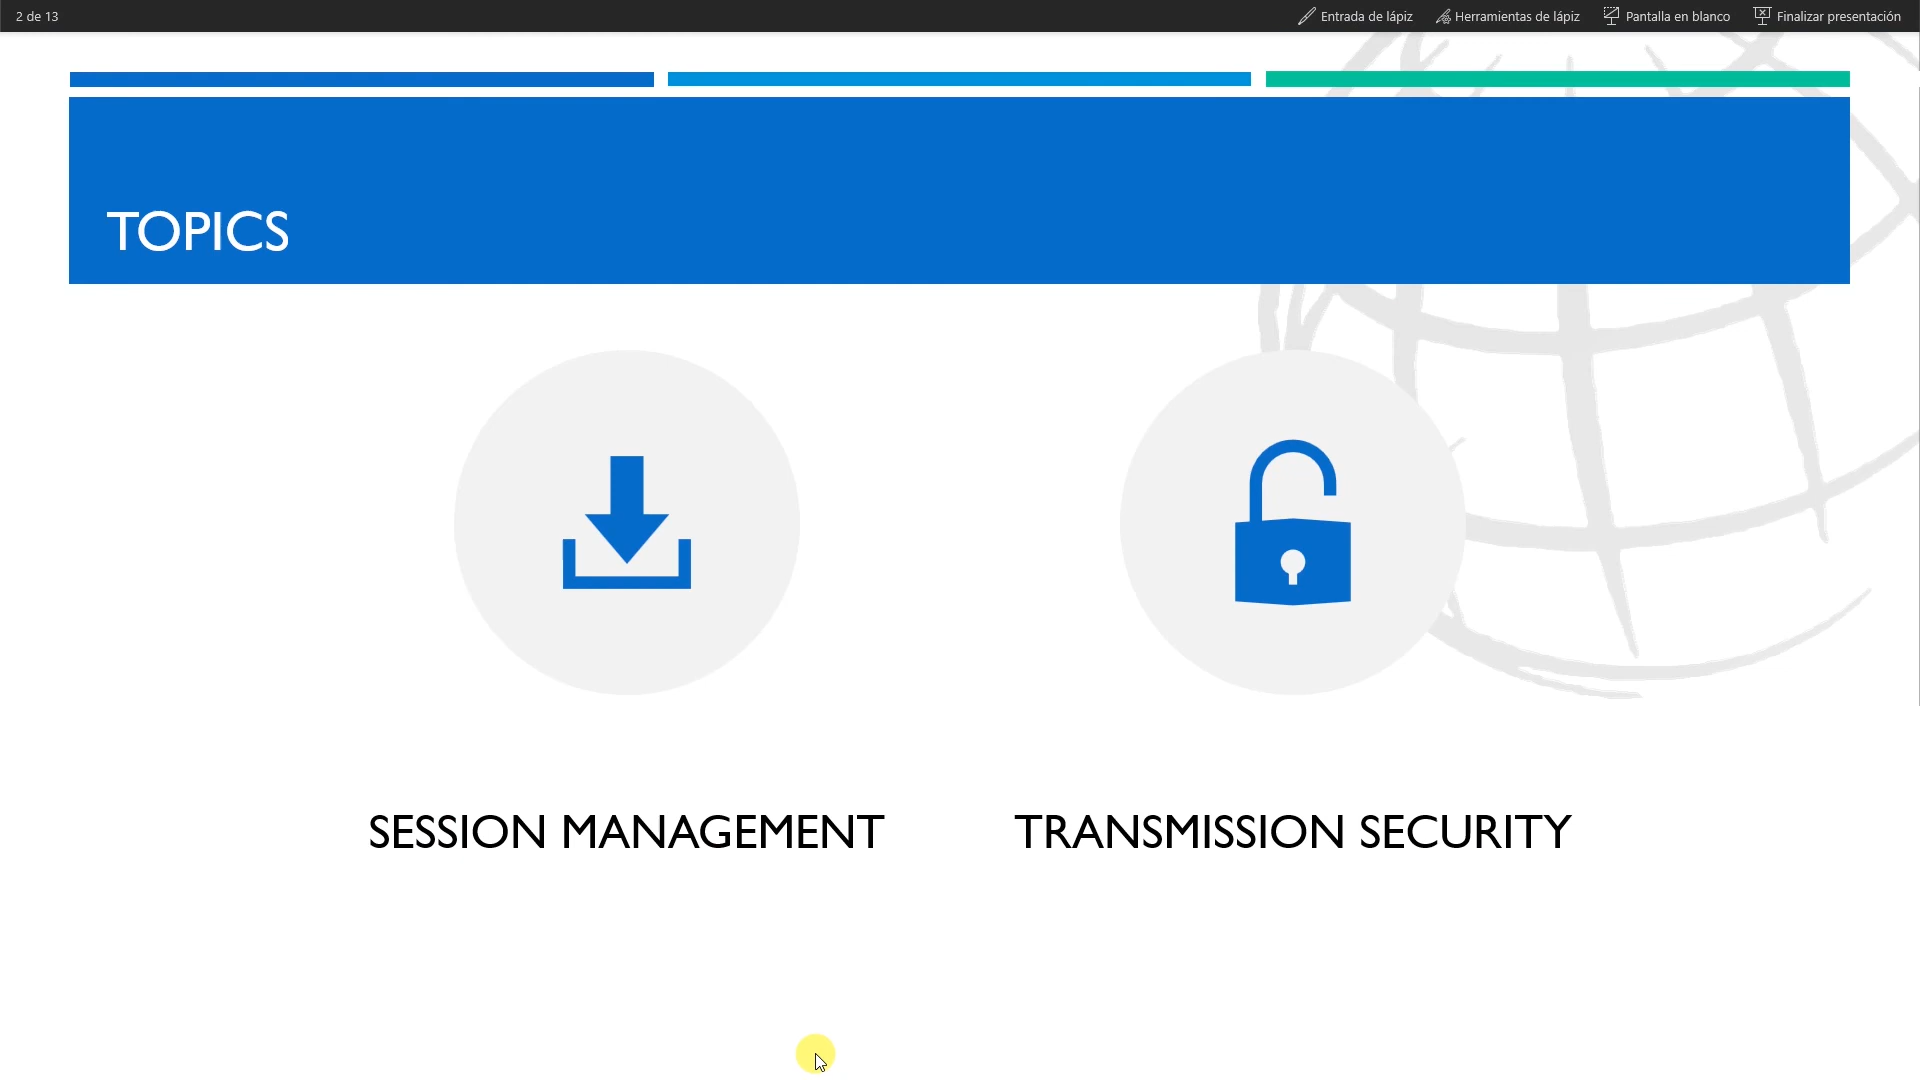 2 de 13
Entrada de lápiz
Herramientas de lápiz
Pantalla en blanco
Finalizar presentación
TOPICS
SESSION MANAGEMENT
TRANSMISSION SECURITY